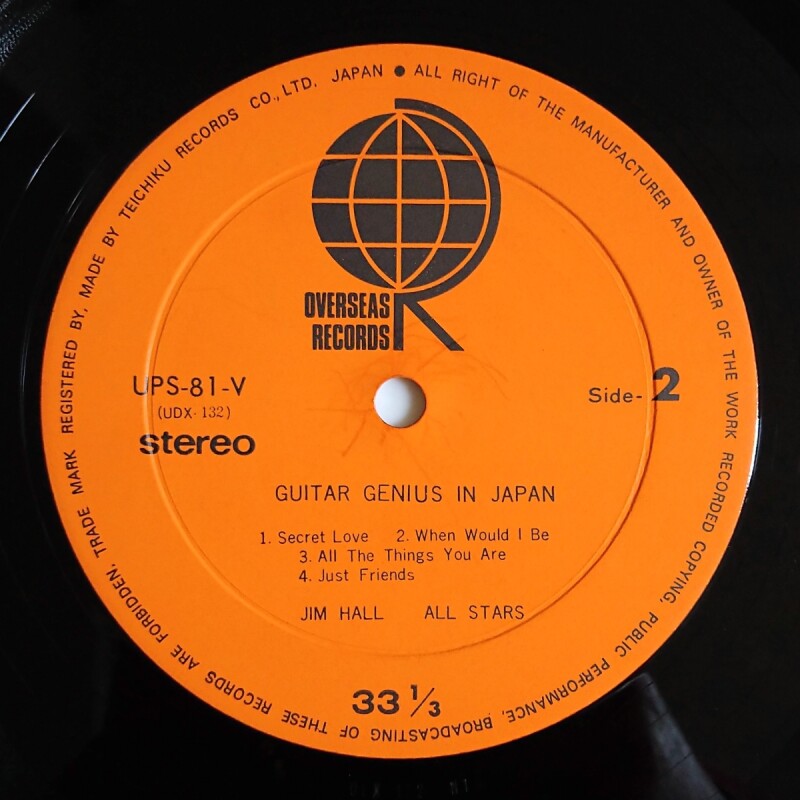 REGISTERED BY, MADE BY TEICHIKU RECORDS CO., LTD. JAPAN ● ALL RIGHT OF THE MANUFACTURER AND OWNER OF THE WORK RECORDED COPYING, PUBLIC PERFORMANCE, BROADCASTING OF THESE RECORDS ARE FORBIDDEN, TRADE MARK
R
OVERSEAS
RECORDS
UPS-81-V
(UDX-132)
stereo
Side-2
GUITAR GENIUS IN JAPAN
1. Secret Love 2. When Would I Be
3. All The Things You Are
4. Just Friends
JIM HALL ALL STARS
33 1/3